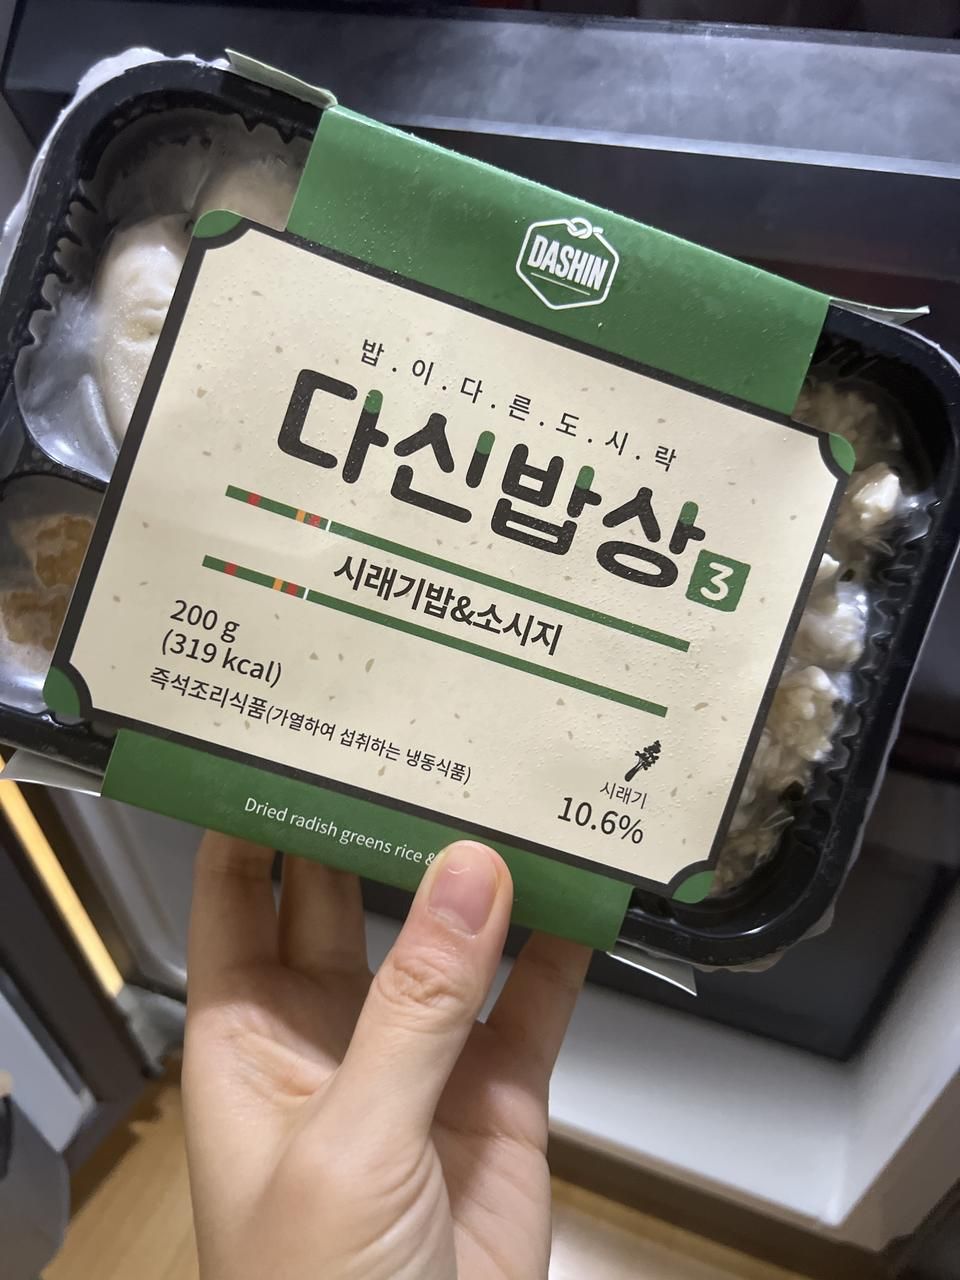 DASHIN
밥.이.다.른.도.시.락
다신밥상 3
시래기밥&소시지
200 g
(319 kcal)
즉석조리식품(가열하여 섭취하는 냉동식품)
시래기
10.6%
Dried radish greens rice &